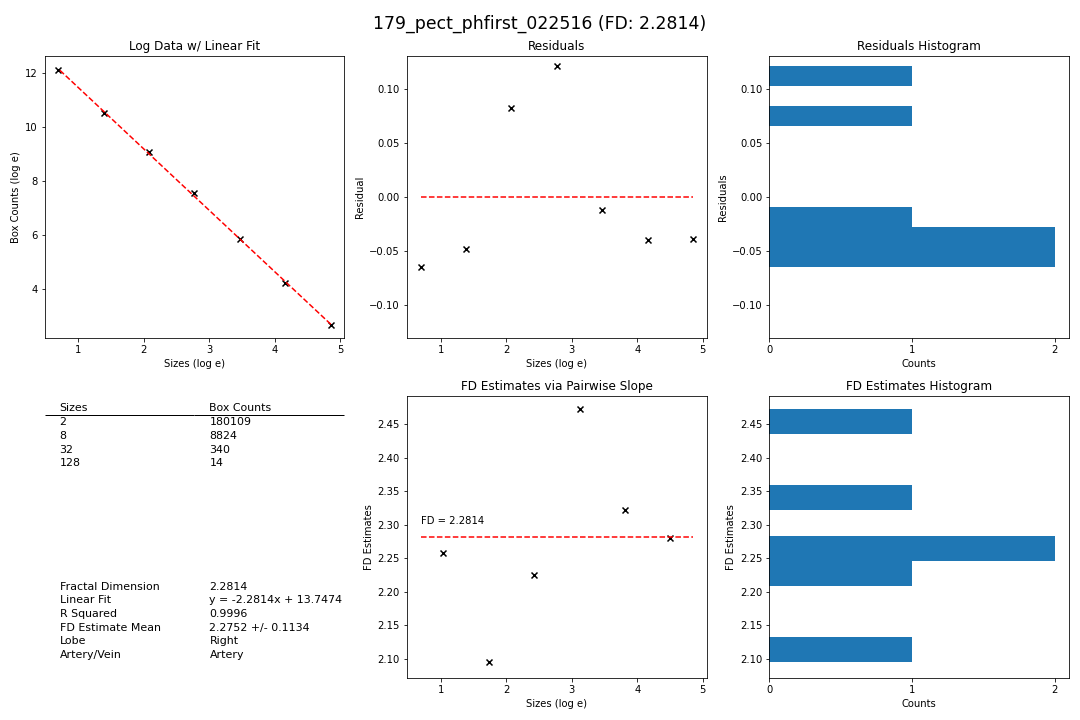 179_pect_phfirst_022516 (FD: 2.2814)
Log Data w/ Linear Fit
Box Counts (log e)
12
10
8
6
4
1 2 3 4 5
Sizes (log e)
Residuals
Residual
0.10
0.05
0.00
−0.05
−0.10
1 2 3 4 5
Sizes (log e)
Residuals Histogram
Residuals
0.10
0.05
0.00
−0.05
−0.10
0 1 2
Counts
Sizes Box Counts
2 180109
8 8824
32 340
128 14
Fractal Dimension 2.2814
Linear Fit y = -2.2814x + 13.7474
R Squared 0.9996
FD Estimate Mean 2.2752 +/- 0.1134
Lobe Right
Artery/Vein Artery
FD Estimates via Pairwise Slope
FD Estimates
2.45
2.40
2.35
2.30
2.25
2.20
2.15
2.10
FD = 2.2814
1 2 3 4 5
Sizes (log e)
FD Estimates Histogram
FD Estimates
2.45
2.40
2.35
2.30
2.25
2.20
2.15
2.10
0 1 2
Counts